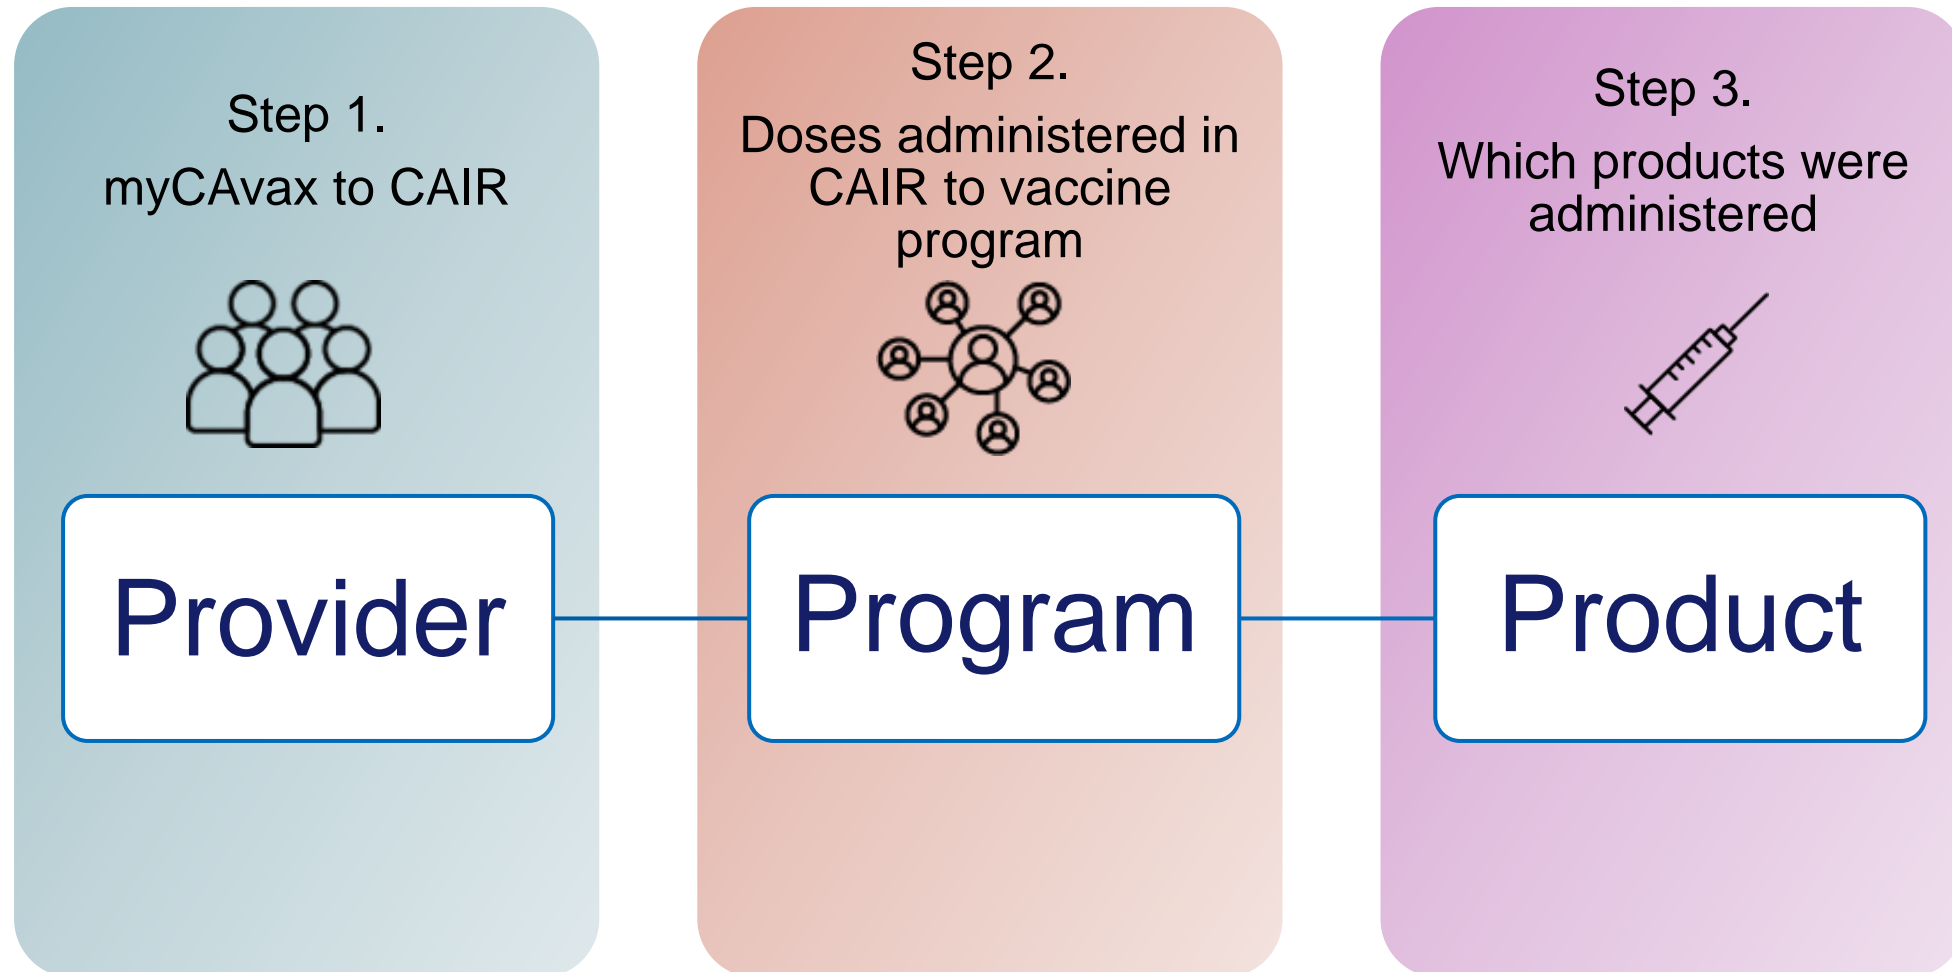 Step 1.
myCAvax to CAIR
Provider
Step 2.
Doses administered in
CAIR to vaccine
program
Program
Step 3.
Which products were
administered
Product